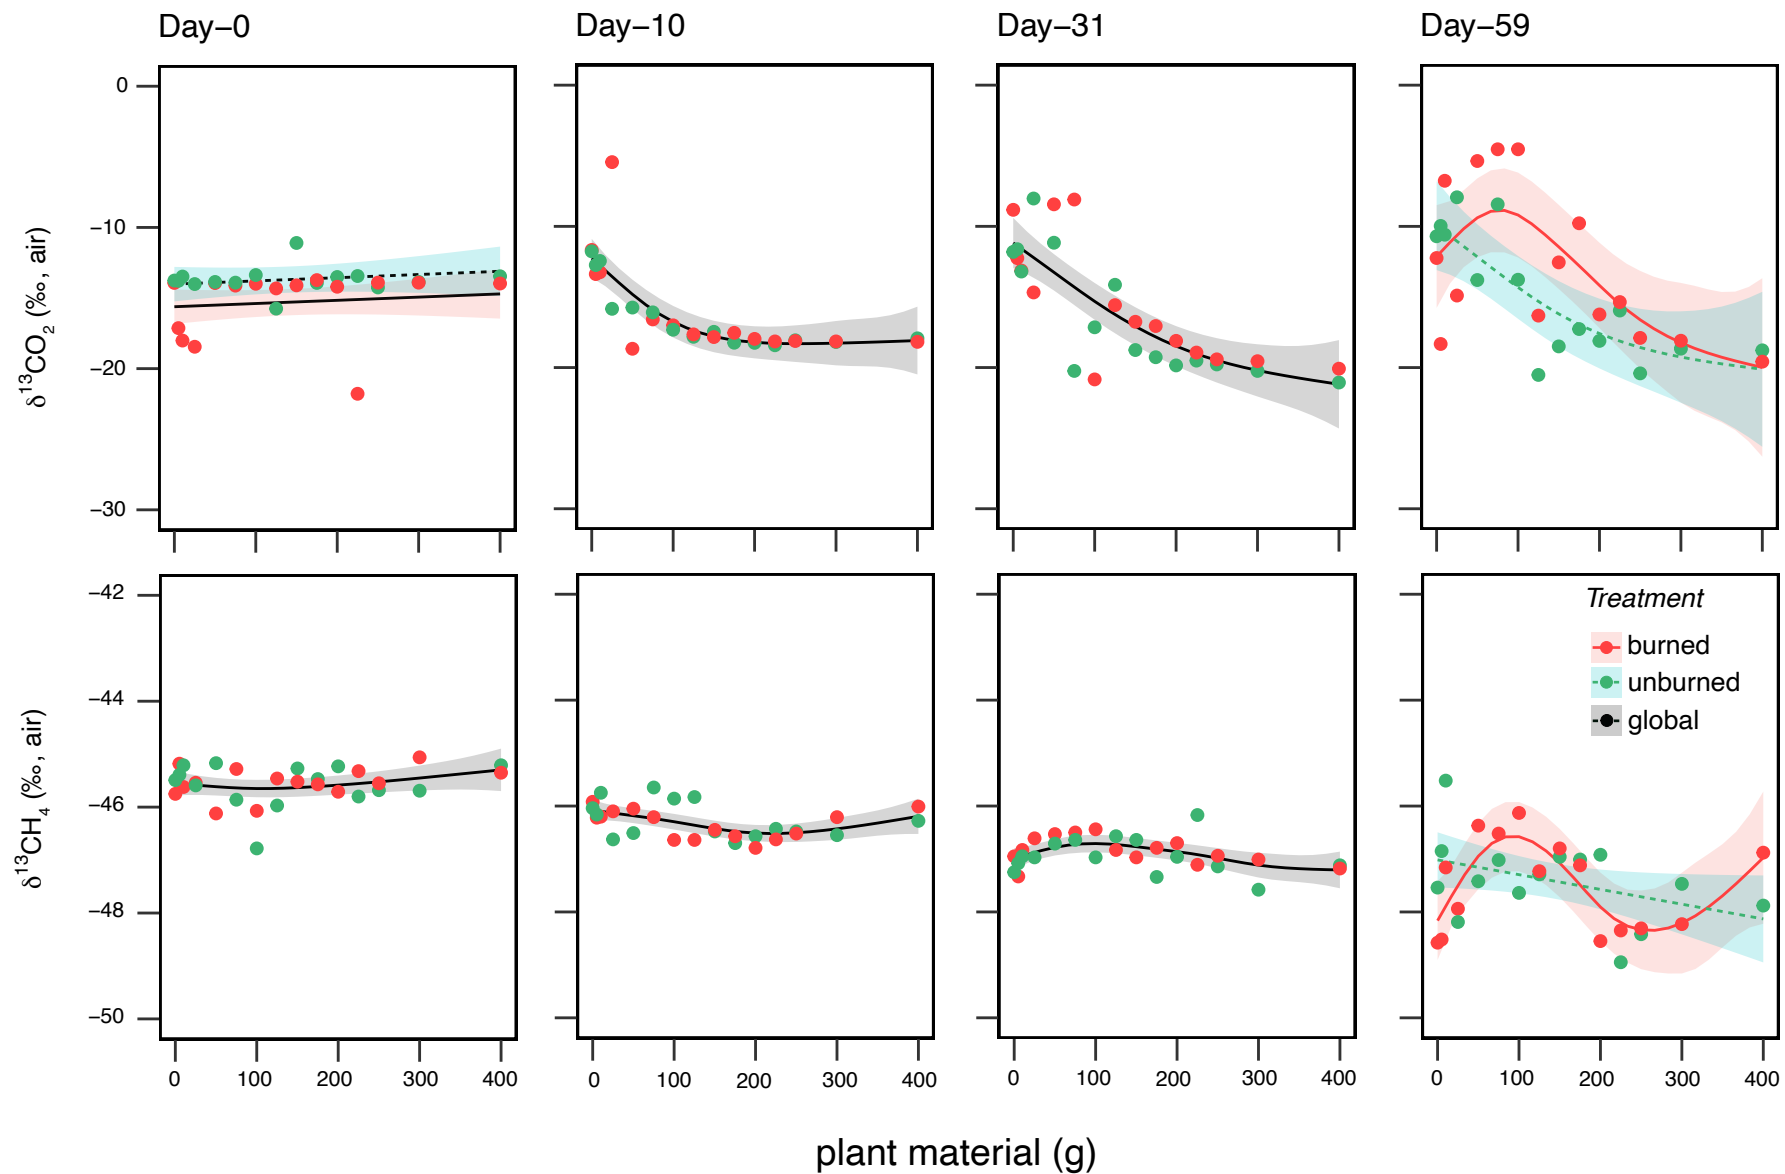 Day–0 Day–10 Day–31 Day–59
0
–10
–20
–30
δ¹³CO₂ (‰, air)
–42
–44
–46
–48
–50
δ¹³CH₄ (‰, air)
Treatment
burned
unburned
global
0 100 200 300 400 0 100 200 300 400 0 100 200 300 400 0 100 200 300 400
plant material (g)